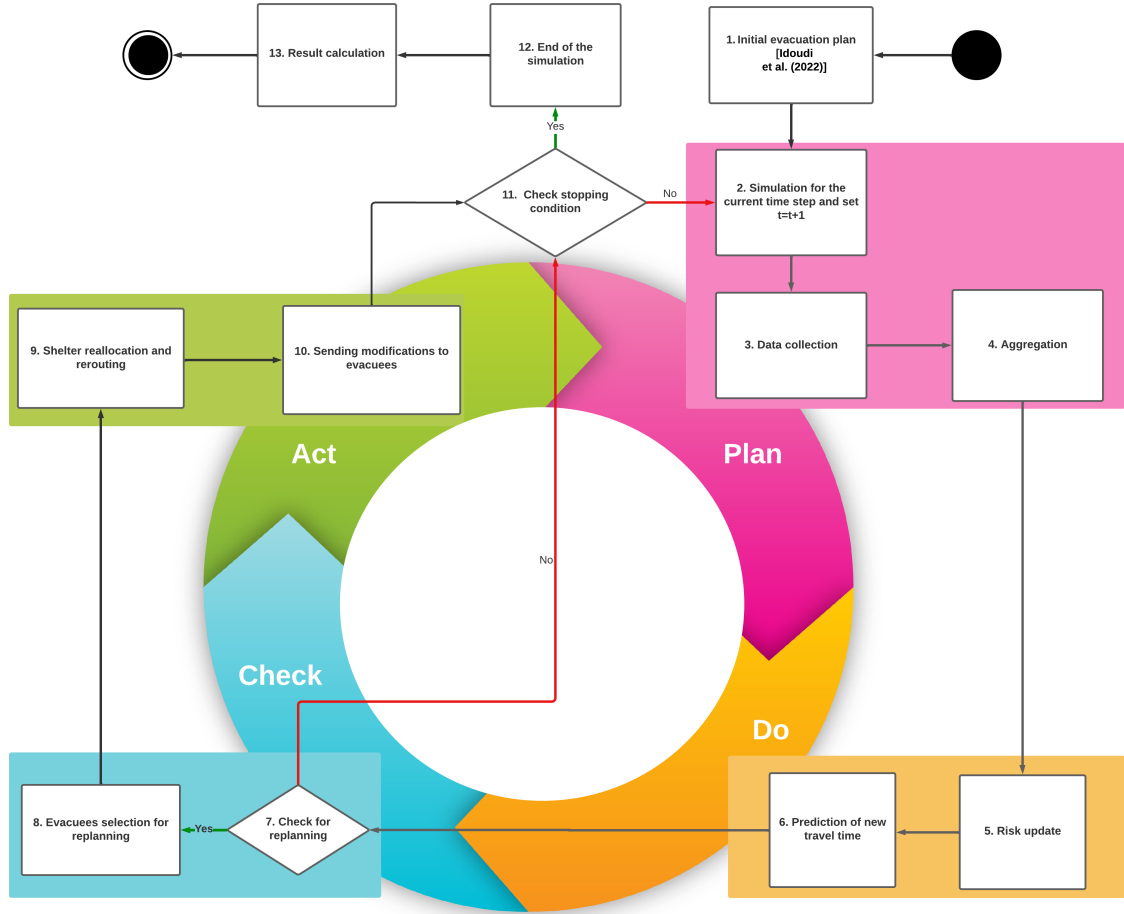 1. Initial evacuation plan
[Idoudi
et al. (2022)]
12. End of the
simulation
13. Result calculation
Yes
11. Check stopping
condition
No
2. Simulation for the
current time step and set
t=t+1
3. Data collection
4. Aggregation
9. Shelter reallocation and
rerouting
10. Sending modifications to
evacuees
Act
Plan
No
Check
Do
8. Evacuees selection for
replanning
Yes
7. Check for
replanning
6. Prediction of new
travel time
5. Risk update